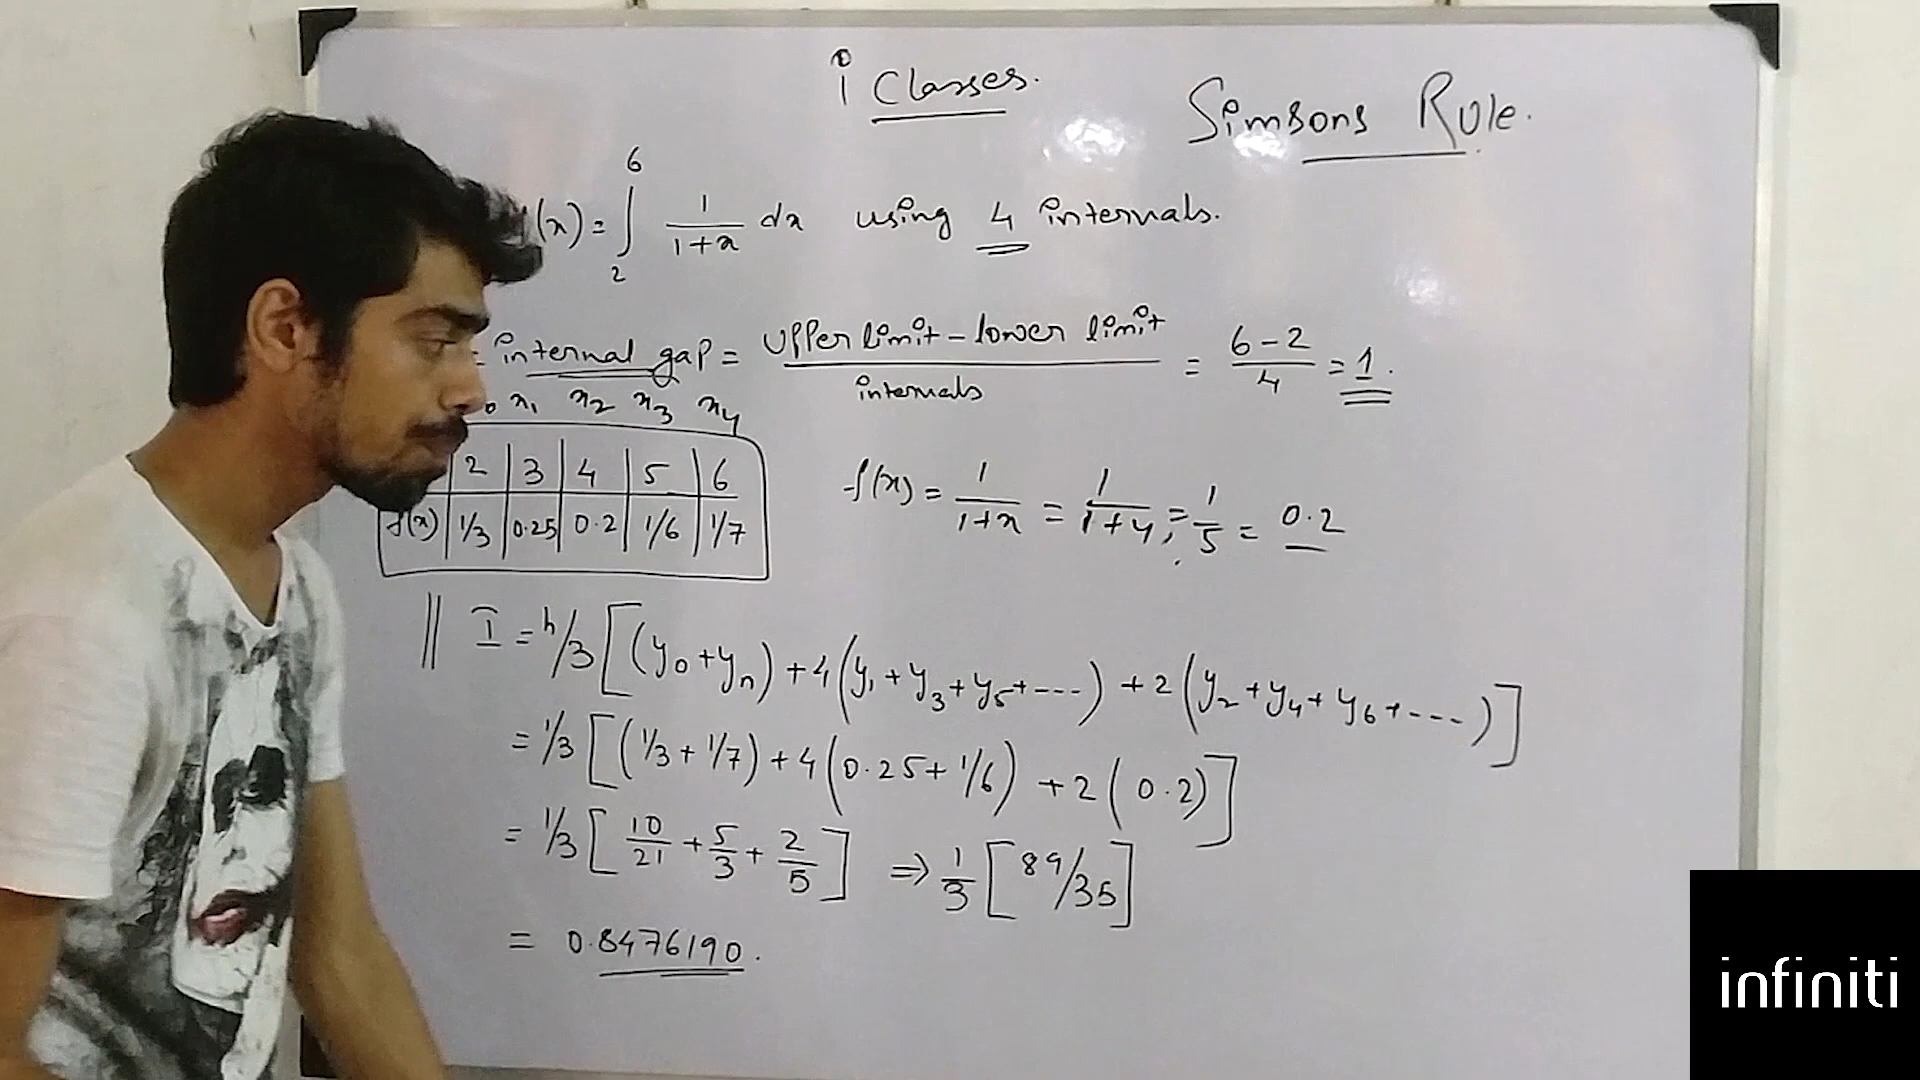 i Classes.
Simsons Rule.
(x) = ∫₂⁶ 1/(1+x) dx using 4 intervals.
= interval gap = (upper limit - lower limit)/intervals = (6-2)/4 = 1.
₀ x₁ x₂ x₃ x₄
2 | 3 | 4 | 5 | 6
f(x) | 1/3 | 0.25 | 0.2 | 1/6 | 1/7
f(x) = 1/(1+x) = 1/(1+4) = 1/5 = 0.2
|| I = h/3 [(y₀+yₙ) + 4(y₁+y₃+y₅+----) + 2(y₂+y₄+y₆+----)]
= 1/3 [(1/3+1/7) + 4(0.25+1/6) + 2(0.2)]
= 1/3 [10/21 + 5/3 + 2/5] ⇒ 1/3 [89/35]
= 0.8476190.
infiniti